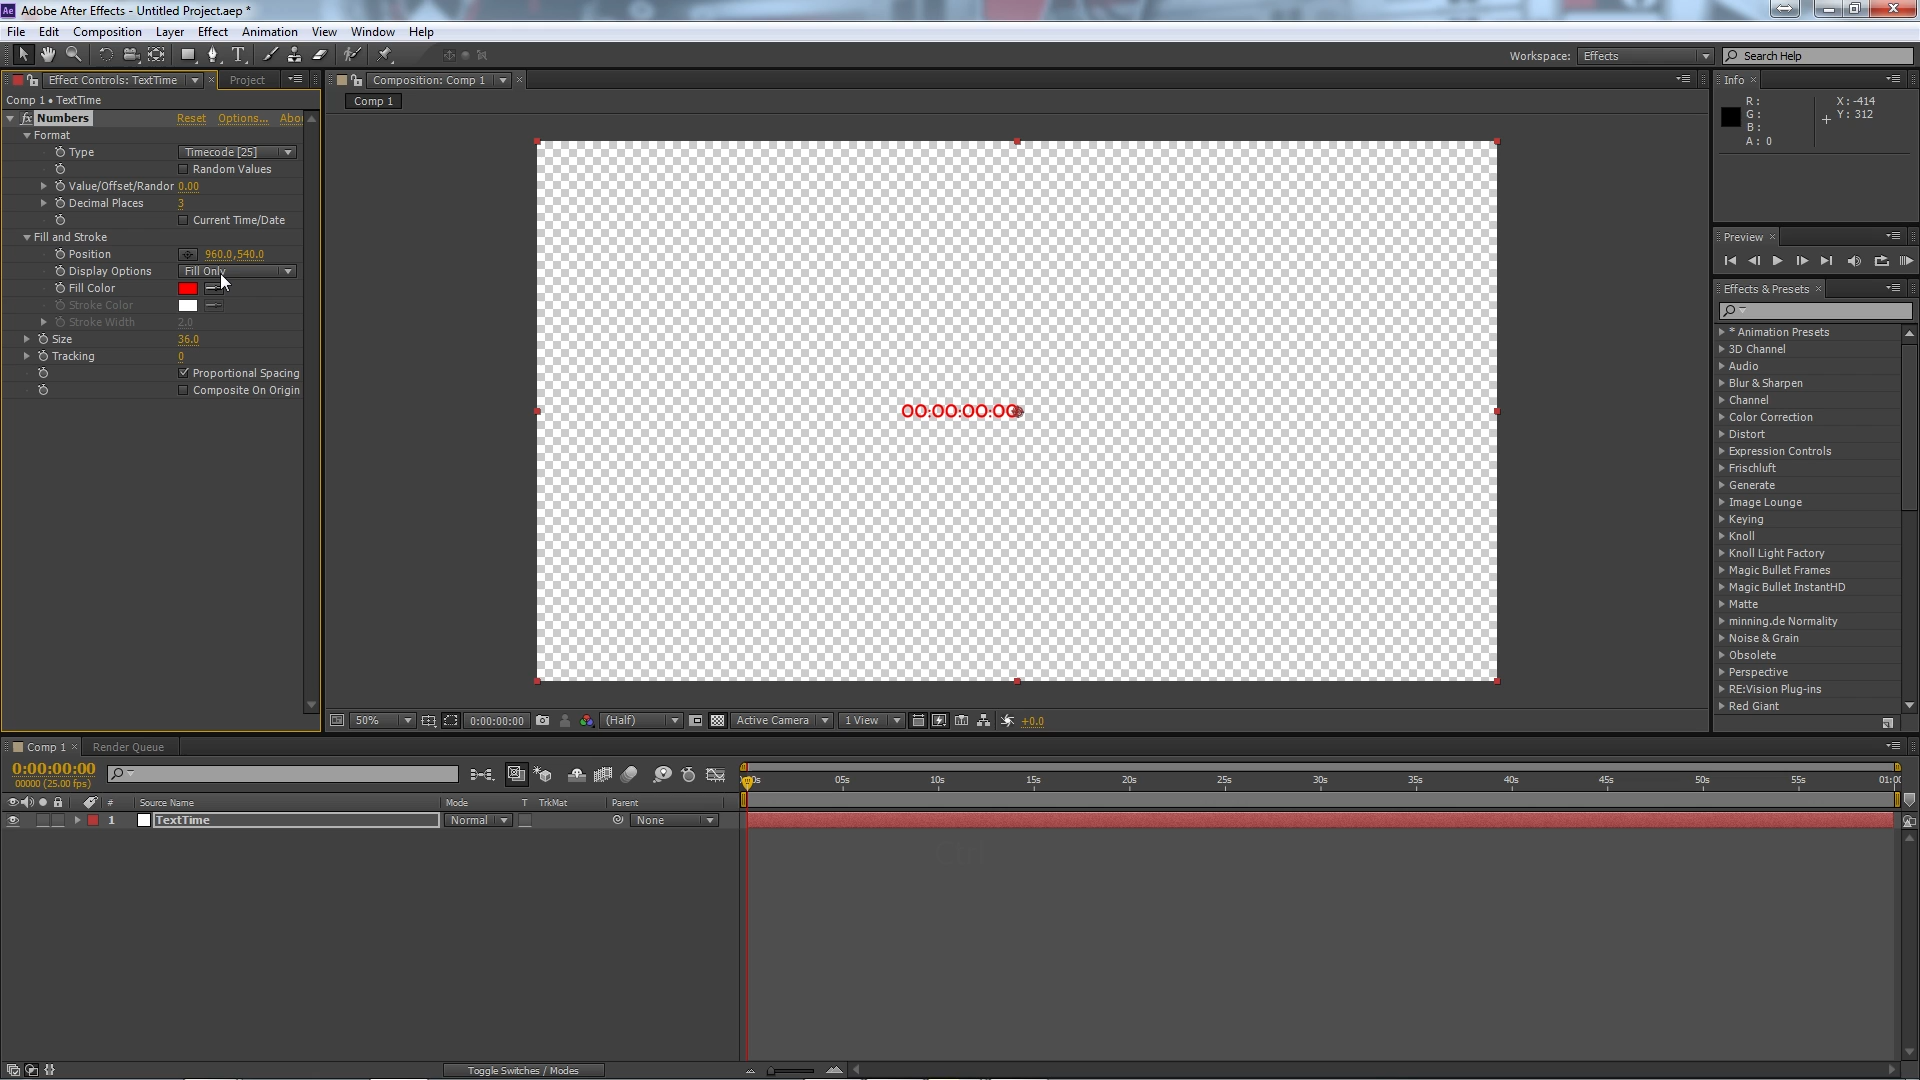 Ae Adobe After Effects - Untitled Project.aep *
File Edit Composition Layer Effect Animation View Window Help
Workspace: Effects Search Help
Effect Controls: TextTime Project
Comp 1 • TextTime
fx Numbers Reset Options... Abou
Format
Type Timecode [25]
Random Values
Value/Offset/Randor 0.00
Decimal Places 3
Current Time/Date
Fill and Stroke
Position 960.0,540.0
Display Options Fill Only
Fill Color
Stroke Color
Stroke Width 2.0
Size 36.0
Tracking 0
Proportional Spacing
Composite On Origin
Composition: Comp 1
Comp 1
00:00:00:00
50% 0:00:00:00 (Half) Active Camera 1 View +0.0
Info
R: X: -414
G: Y: 312
B:
A: 0
Preview
Effects & Presets
* Animation Presets
3D Channel
Audio
Blur & Sharpen
Channel
Color Correction
Distort
Expression Controls
Frischluft
Generate
Image Lounge
Keying
Knoll
Knoll Light Factory
Magic Bullet Frames
Magic Bullet InstantHD
Matte
minning.de Normality
Noise & Grain
Obsolete
Perspective
RE:Vision Plug-ins
Red Giant
Comp 1 Render Queue
0:00:00:00
00000 (25.00 fps)
05s 10s 15s 20s 25s 30s 35s 40s 45s 50s 55s 01:00
# Source Name Mode T TrkMat Parent
1 TextTime Normal None
Ctrl
Toggle Switches / Modes